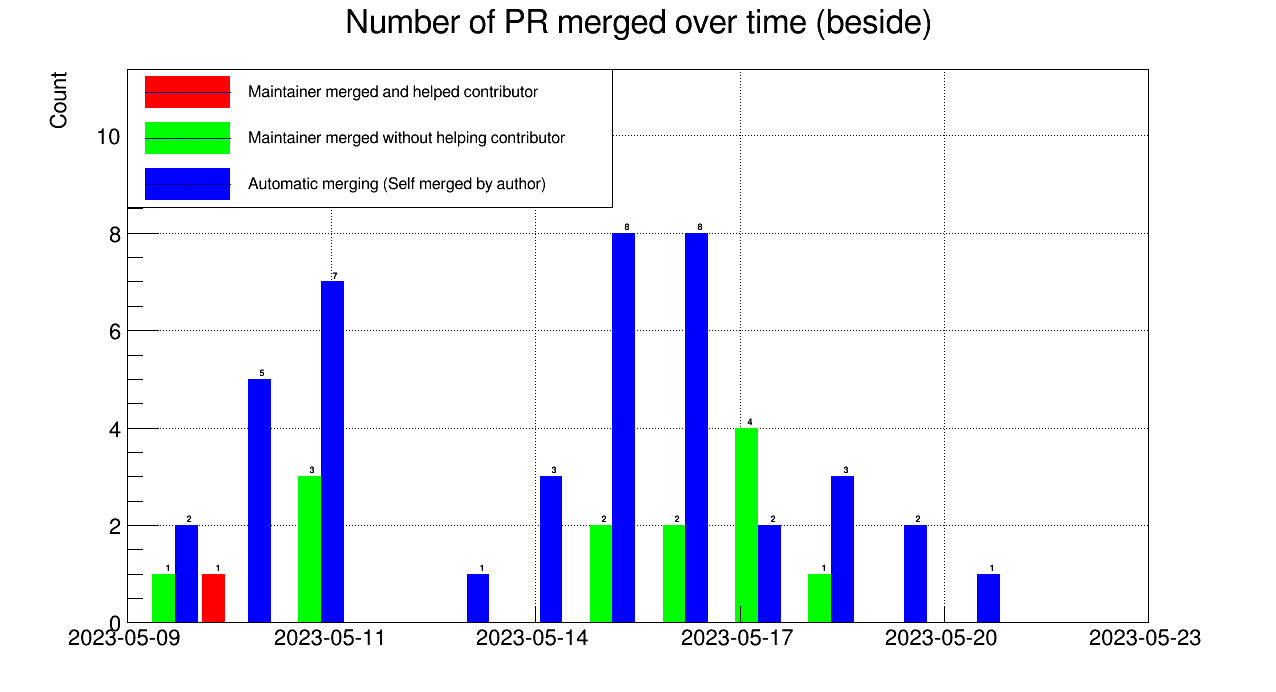 Number of PR merged over time (beside)
Count
Maintainer merged and helped contributor
Maintainer merged without helping contributor
Automatic merging (Self merged by author)
10
8
6
4
2
0
8 8
7
5
4
3 3 3 3
2 2 2 2 2
1 1 1 1 1
2023-05-09 2023-05-11 2023-05-14 2023-05-17 2023-05-20 2023-05-23